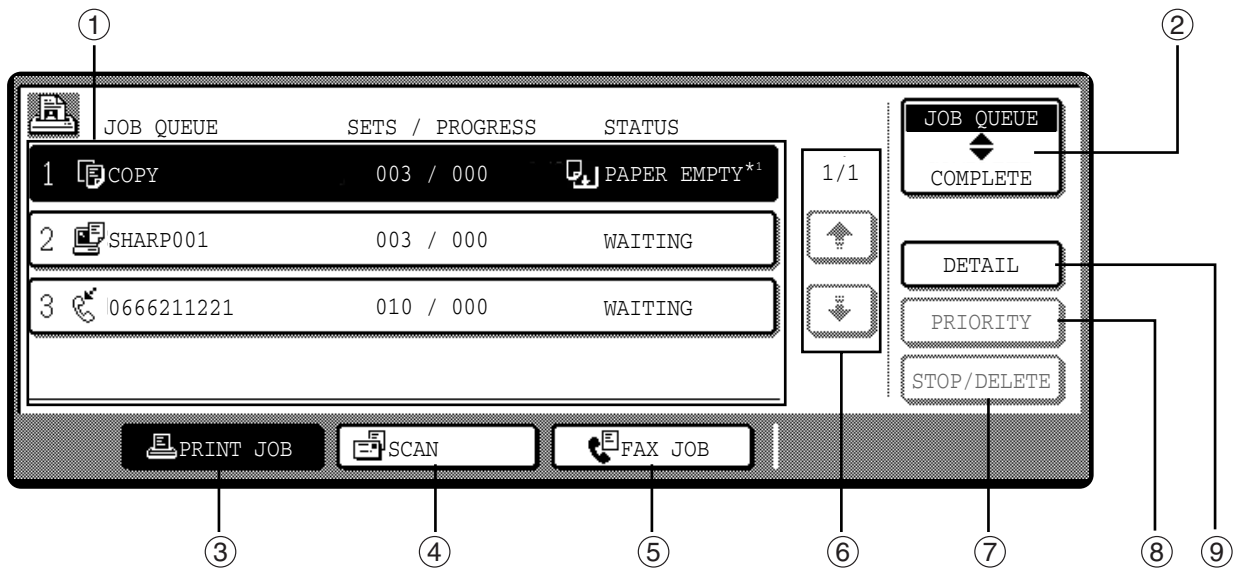 ① ②
JOB QUEUE SETS / PROGRESS STATUS
1 COPY 003 / 000 PAPER EMPTY*1
2 SHARP001 003 / 000 WAITING
3 0666211221 010 / 000 WAITING
1/1
JOB QUEUE
COMPLETE
DETAIL
PRIORITY
STOP/DELETE
PRINT JOB SCAN FAX JOB
③ ④ ⑤ ⑥ ⑦ ⑧ ⑨